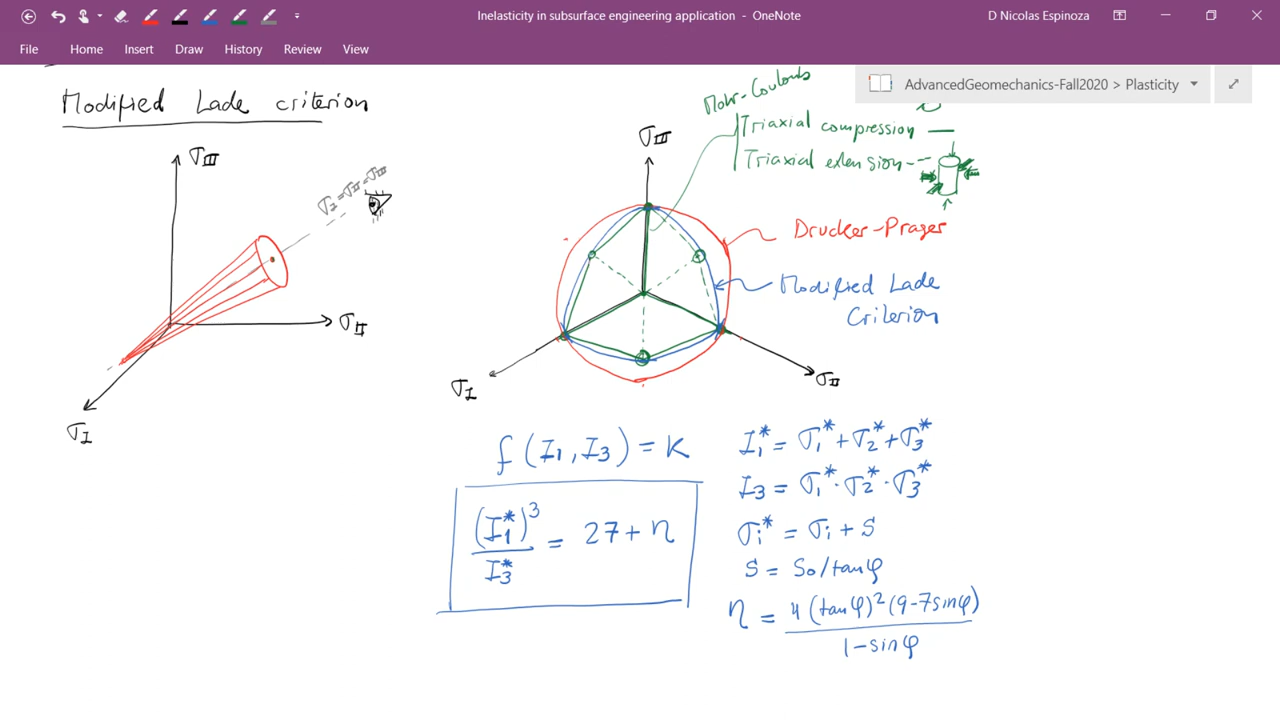 Inelasticity in subsurface engineering application - OneNote
D Nicolas Espinoza
File Home Insert Draw History Review View
AdvancedGeomechanics-Fall2020 > Plasticity
Modified Lade criterion
σIII
σI = σII = σIII
σII
σI
Mohr-Coulomb
Triaxial compression —
Triaxial extension --
σIII
Drucker-Prager
Modified Lade
Criterion
σI
σII
f (I1, I3) = K
(I1*)^3 / I3* = 27 + η
I1* = σ1* + σ2* + σ3*
I3 = σ1* · σ2* · σ3*
σi* = σi + S
S = So/tanφ
η = 4 (tanφ)^2 (9-7sinφ) / 1-sinφ